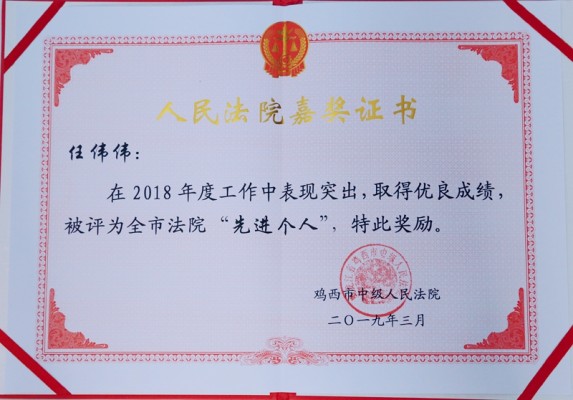 人民法院嘉奖证书
任伟伟：
在2018年度工作中表现突出，取得优良成绩，
被评为全市法院“先进个人”，特此奖励。
鸡西市中级人民法院
二〇一九年三月